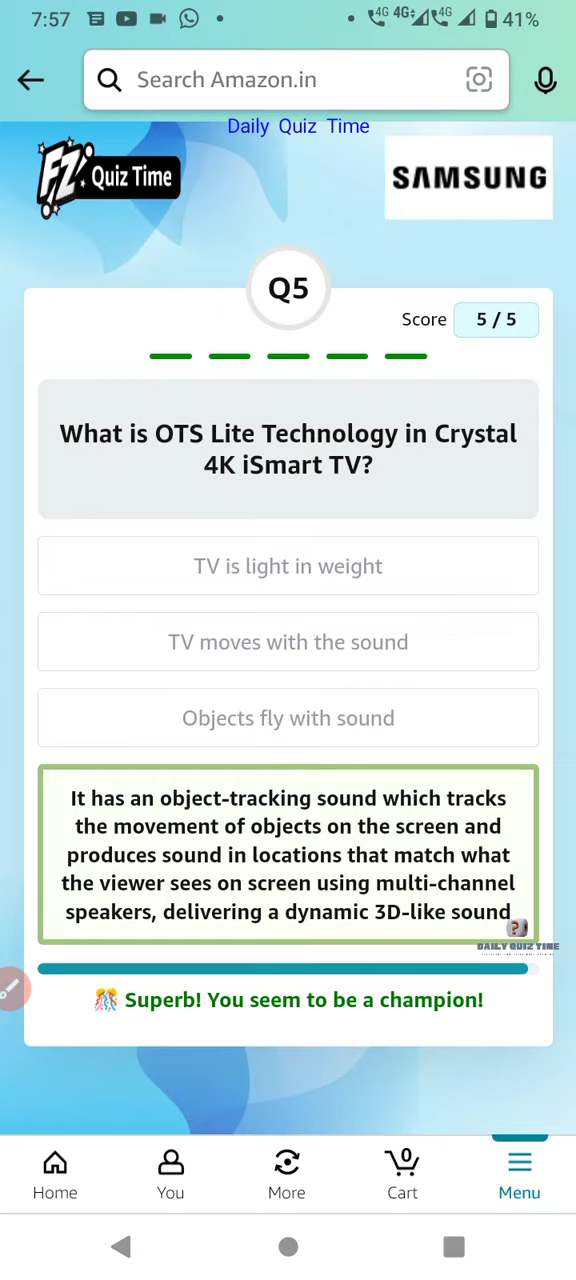 7:57
4G 4G 4G 41%
Search Amazon.in
Daily Quiz Time
FZ Quiz Time
SAMSUNG
Q5
Score 5 / 5
What is OTS Lite Technology in Crystal
4K iSmart TV?
TV is light in weight
TV moves with the sound
Objects fly with sound
It has an object-tracking sound which tracks
the movement of objects on the screen and
produces sound in locations that match what
the viewer sees on screen using multi-channel
speakers, delivering a dynamic 3D-like sound
?
DAILY QUIZ TIME
Superb! You seem to be a champion!
0
Home You More Cart Menu